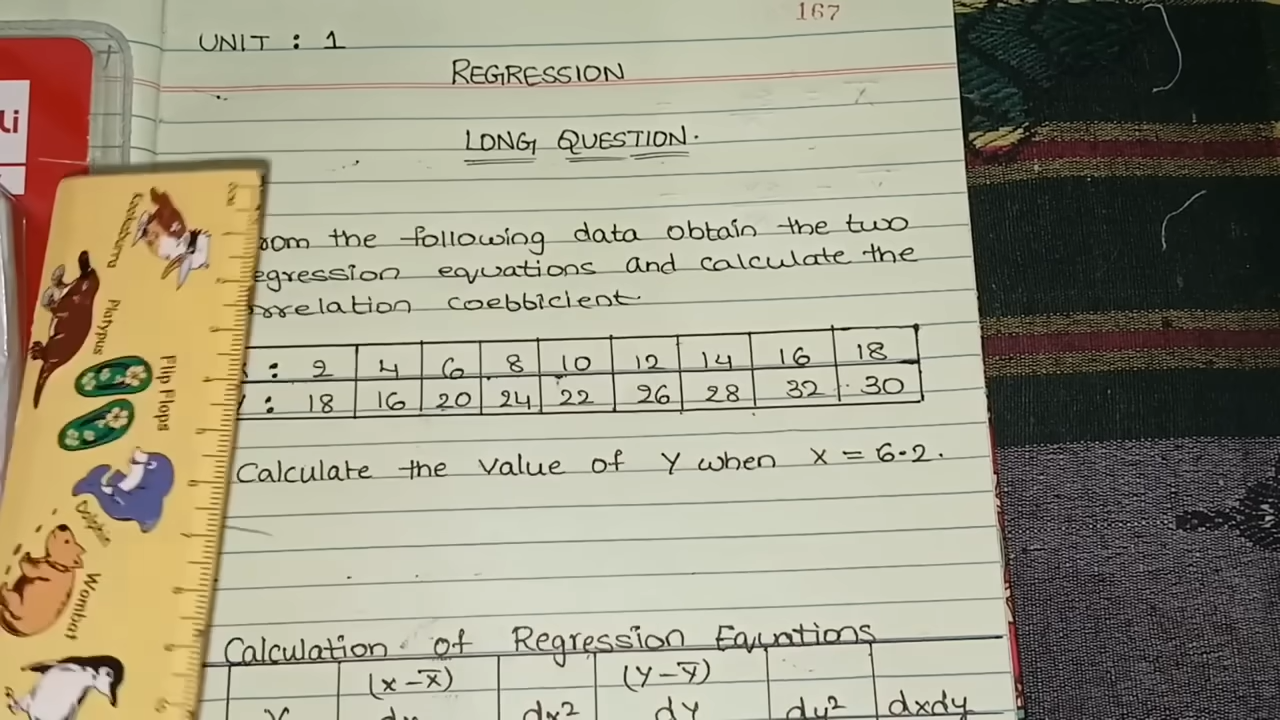 167
UNIT : 1
REGRESSION
LONG QUESTION.
rom the following data obtain the two
egression equations and calculate the
rrelation coebbicient.
: 2 4 6 8 10 12 14 16 18
: 18 16 20 24 22 26 28 32 30
Calculate the value of Y when x = 6.2.
Calculation of Regression Equations
(x - x̄) (y - ȳ)
dx² dy dy² dxdy
Platypus
Flip Flops
Dolphin
Wombat